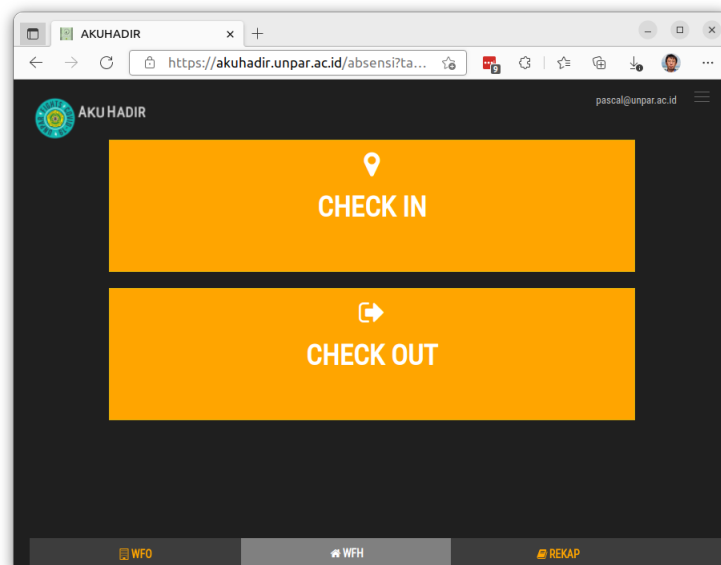 AKUHADIR
https://akuhadir.unpar.ac.id/absensi?ta...
9
AKU HADIR
pascal@unpar.ac.id
CHECK IN
CHECK OUT
WFO
WFH
REKAP